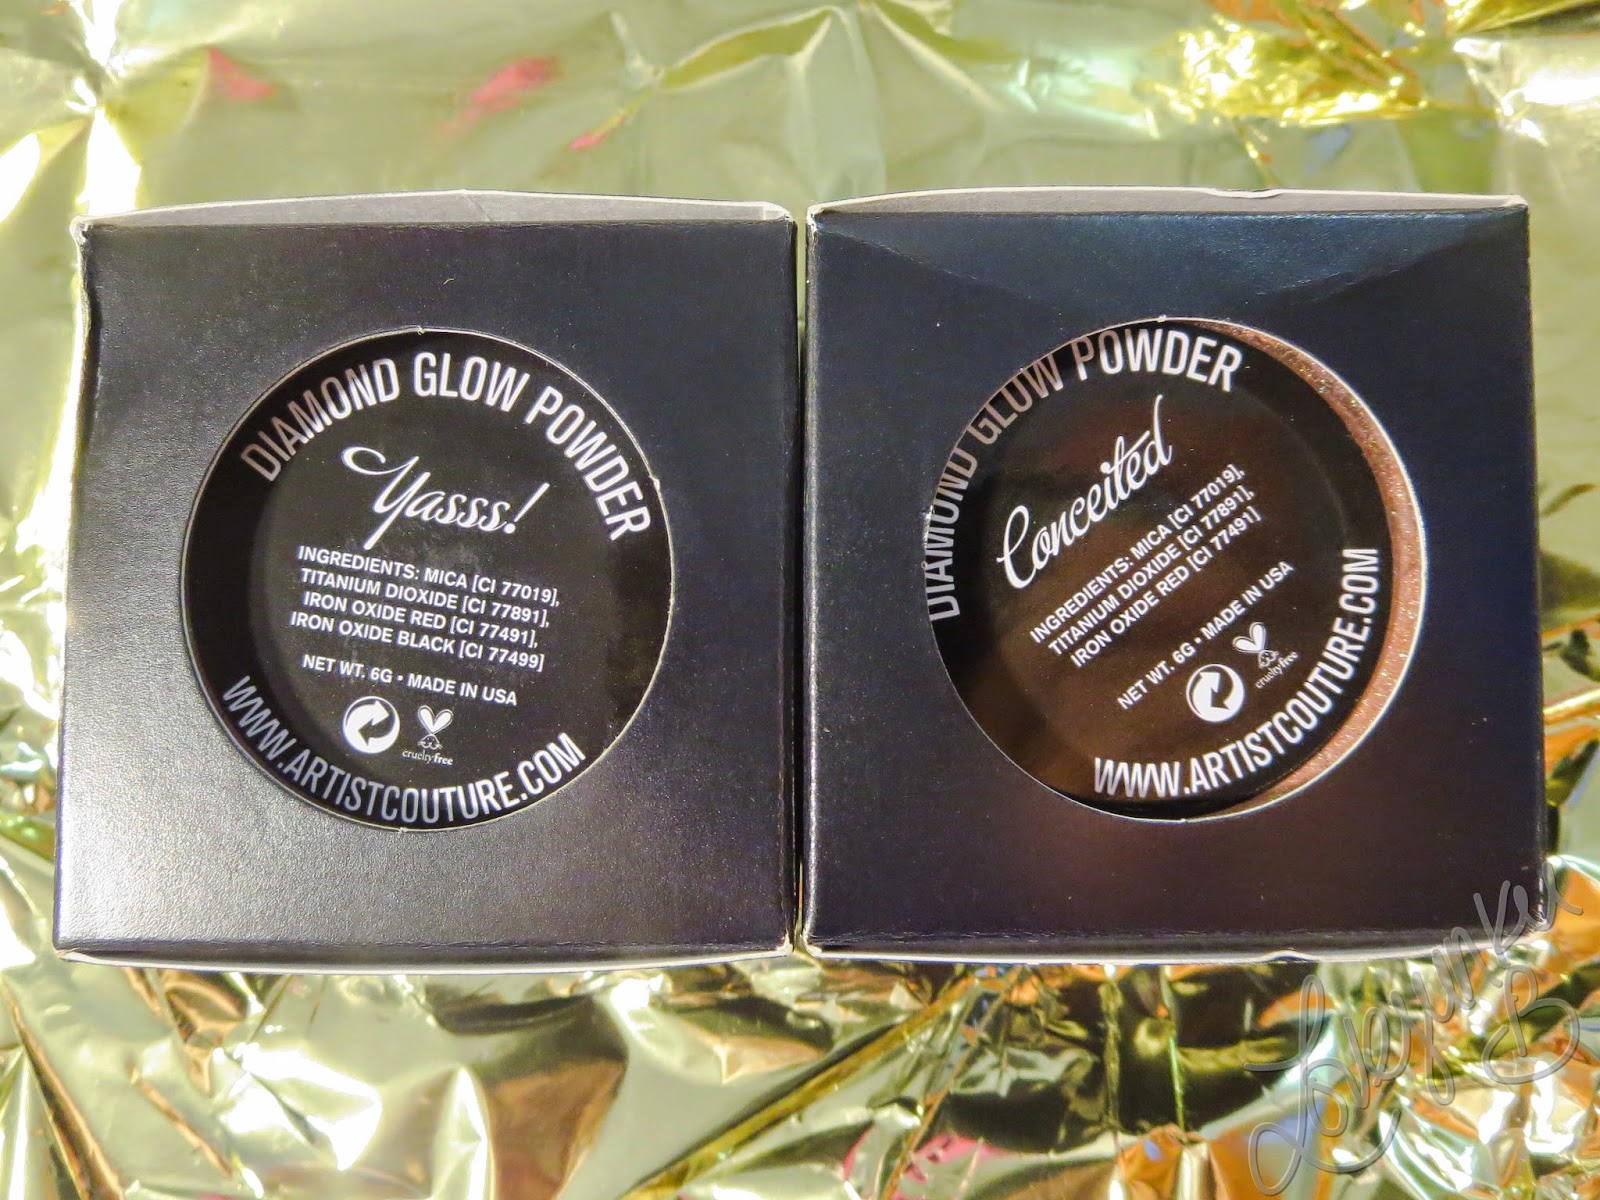 DIAMOND GLOW POWDER
Yasss!
INGREDIENTS: MICA [CI 77019],
TITANIUM DIOXIDE [CI 77891],
IRON OXIDE RED [CI 77491],
IRON OXIDE BLACK [CI 77499]
NET WT. 6G • MADE IN USA
crueltyfree
WWW.ARTISTCOUTURE.COM
DIAMOND GLOW POWDER
Conceited
INGREDIENTS: MICA [CI 77019],
TITANIUM DIOXIDE [CI 77891],
IRON OXIDE RED [CI 77491]
NET WT. 6G • MADE IN USA
crueltyfree
WWW.ARTISTCOUTURE.COM